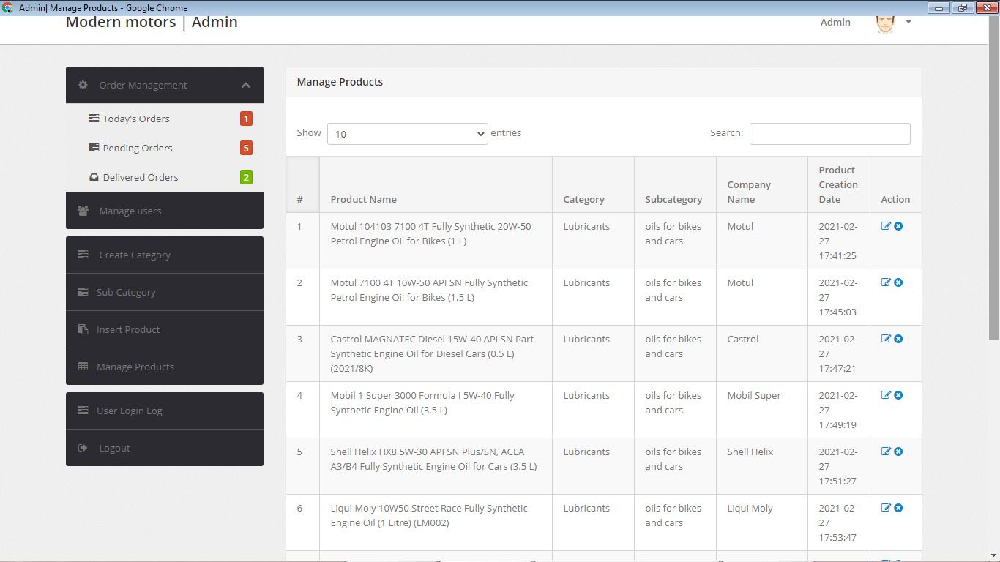 Admin| Manage Products - Google Chrome
Modern motors | Admin
Admin
Order Management
Today's Orders 1
Pending Orders 5
Delivered Orders 2
Manage users
Create Category
Sub Category
Insert Product
Manage Products
User Login Log
Logout
Manage Products
Show 10 entries Search:
# Product Name Category Subcategory Company Name Product Creation Date Action
1 Motul 104103 7100 4T Fully Synthetic 20W-50 Lubricants oils for bikes Motul 2021-02-
Petrol Engine Oil for Bikes (1 L) and cars 27
17:41:25
2 Motul 7100 4T 10W-50 API SN Fully Synthetic Lubricants oils for bikes Motul 2021-02-
Petrol Engine Oil for Bikes (1.5 L) and cars 27
17:45:03
3 Castrol MAGNATEC Diesel 15W-40 API SN Part- Lubricants oils for bikes Castrol 2021-02-
Synthetic Engine Oil for Diesel Cars (0.5 L) and cars 27
(2021/8K) 17:47:21
4 Mobil 1 Super 3000 Formula I 5W-40 Fully Lubricants oils for bikes Mobil Super 2021-02-
Synthetic Engine Oil (3.5 L) and cars 27
17:49:19
5 Shell Helix HX8 5W-30 API SN Plus/SN, ACEA Lubricants oils for bikes Shell Helix 2021-02-
A3/B4 Fully Synthetic Engine Oil for Cars (3.5 L) and cars 27
17:51:27
6 Liqui Moly 10W50 Street Race Fully Synthetic Lubricants oils for bikes Liqui Moly 2021-02-
Engine Oil (1 Litre) (LM002) and cars 27
17:53:47